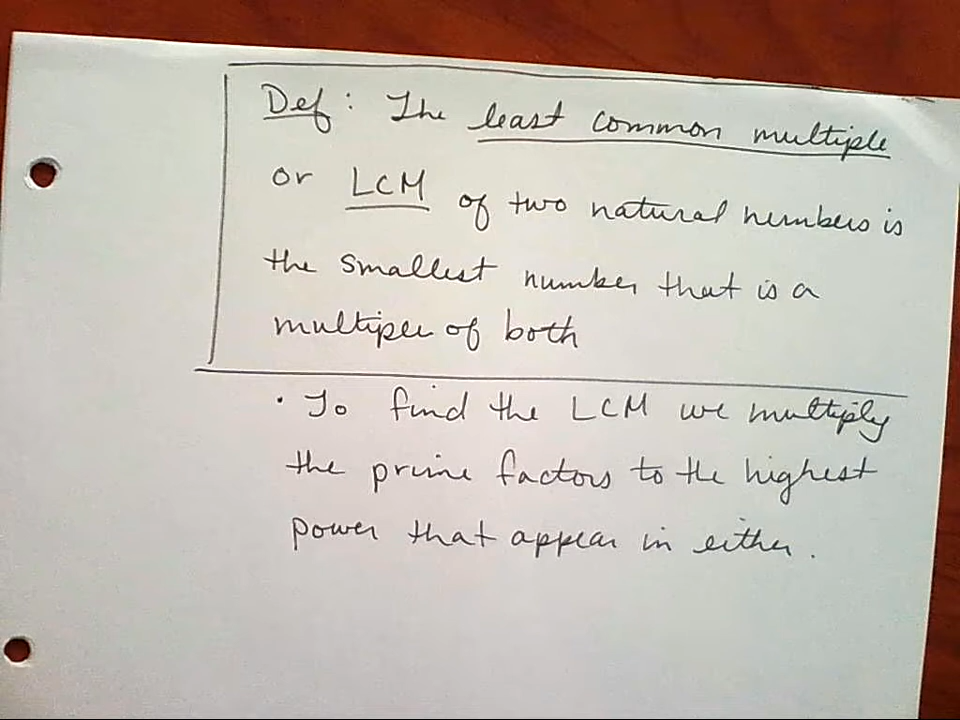 Def: The least common multiple
or LCM of two natural numbers is
the smallest number that is a
multiple of both
· To find the LCM we multiply
the prime factors to the highest
power that appear in either.